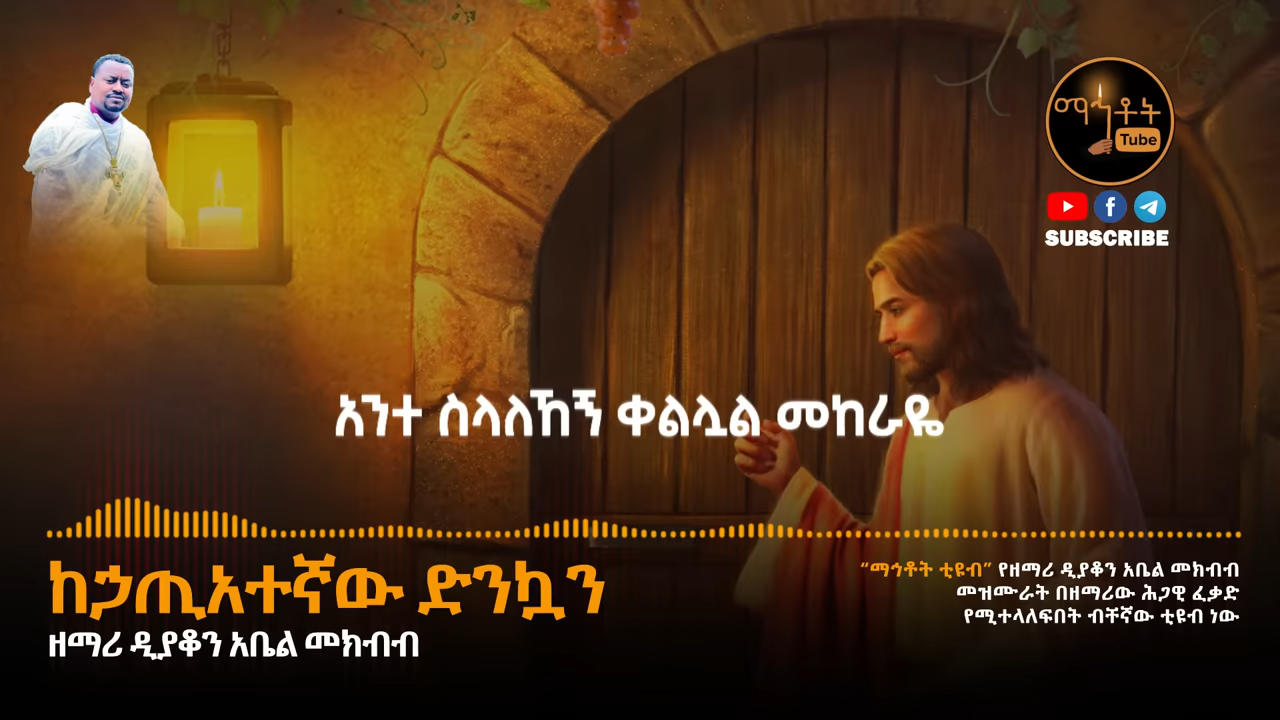 ማኅቶት
Tube
SUBSCRIBE
አንተ ስላለኸኝ ቀልሏል መከራዬ
ከኃጢአተኛው ድንኳን
ዘማሪ ዲያቆን አቤል መክብብ
“ማኅቶት ቲዩብ” የዘማሪ ዲያቆን አቤል መክብብ
መዝሙራት በዘማሪው ሕጋዊ ፈቃድ
የሚተላለፍበት ብቸኛው ቲዩብ ነው